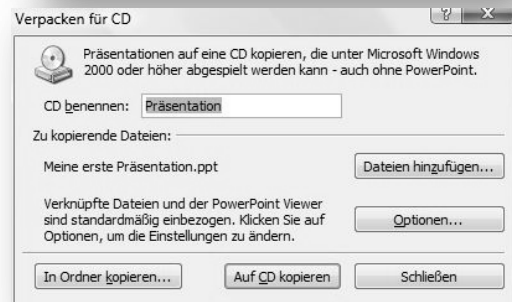 Verpacken für CD
Präsentationen auf eine CD kopieren, die unter Microsoft Windows
2000 oder höher abgespielt werden kann - auch ohne PowerPoint.
CD benennen: Präsentation
Zu kopierende Dateien:
Meine erste Präsentation.ppt
Dateien hinzufügen...
Verknüpfte Dateien und der PowerPoint Viewer
sind standardmäßig einbezogen. Klicken Sie auf
Optionen, um die Einstellungen zu ändern.
Optionen...
In Ordner kopieren... Auf CD kopieren Schließen